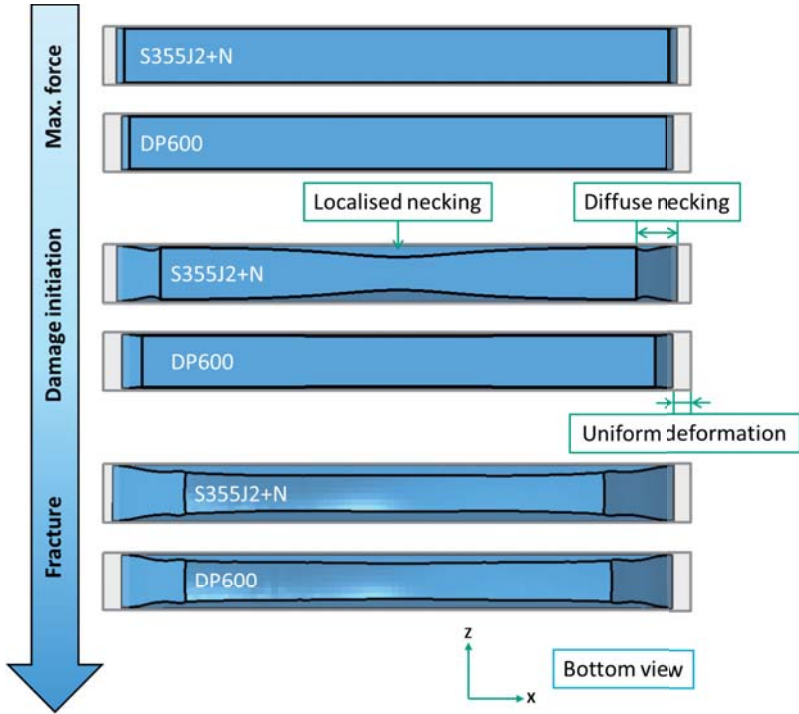 Max. force
S355J2+N
DP600
Localised necking
Diffuse necking
Damage initiation
S355J2+N
DP600
Uniform deformation
Fracture
S355J2+N
DP600
z
x
Bottom view